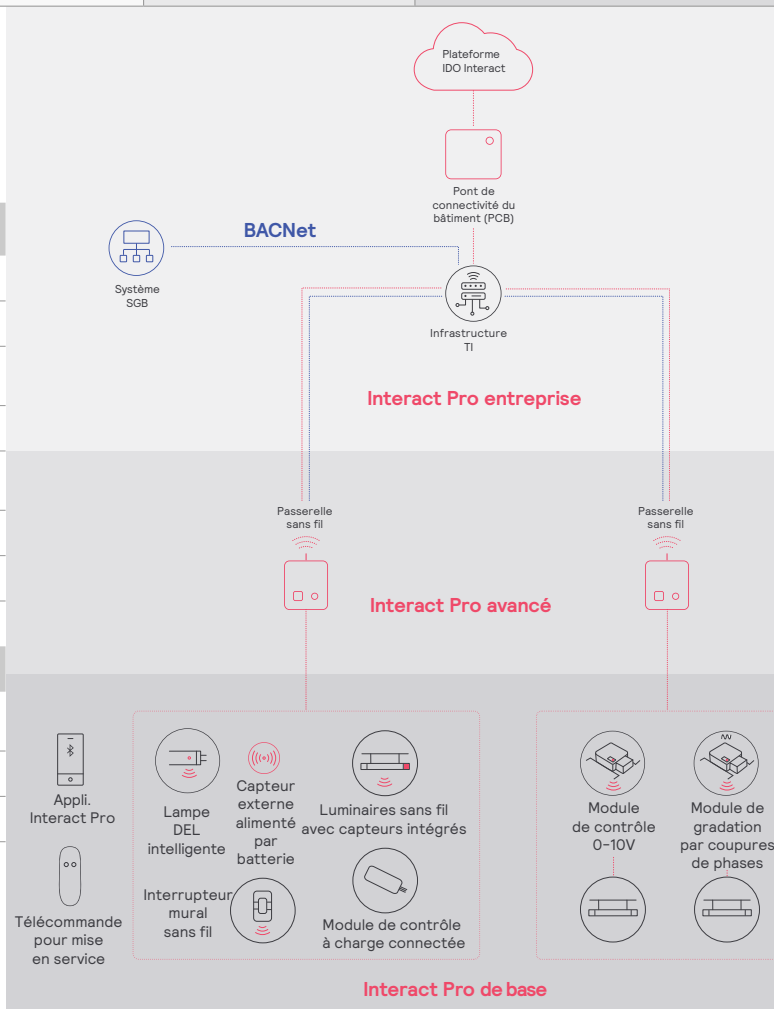 Plateforme
IDO Interact
Pont de
connectivité du
bâtiment (PCB)
BACNet
Système
SGB
Infrastructure
TI
Interact Pro entreprise
Passerelle
sans fil
Passerelle
sans fil
Interact Pro avancé
Appli.
Interact Pro
Télécommande
pour mise
en service
Lampe
DEL
intelligente
Capteur
externe
alimenté
par
batterie
Luminaires sans fil
avec capteurs intégrés
Interrupteur
mural
sans fil
Module de contrôle
à charge connectée
Module
de contrôle
0-10V
Module de
gradation
par coupures
de phases
Interact Pro de base